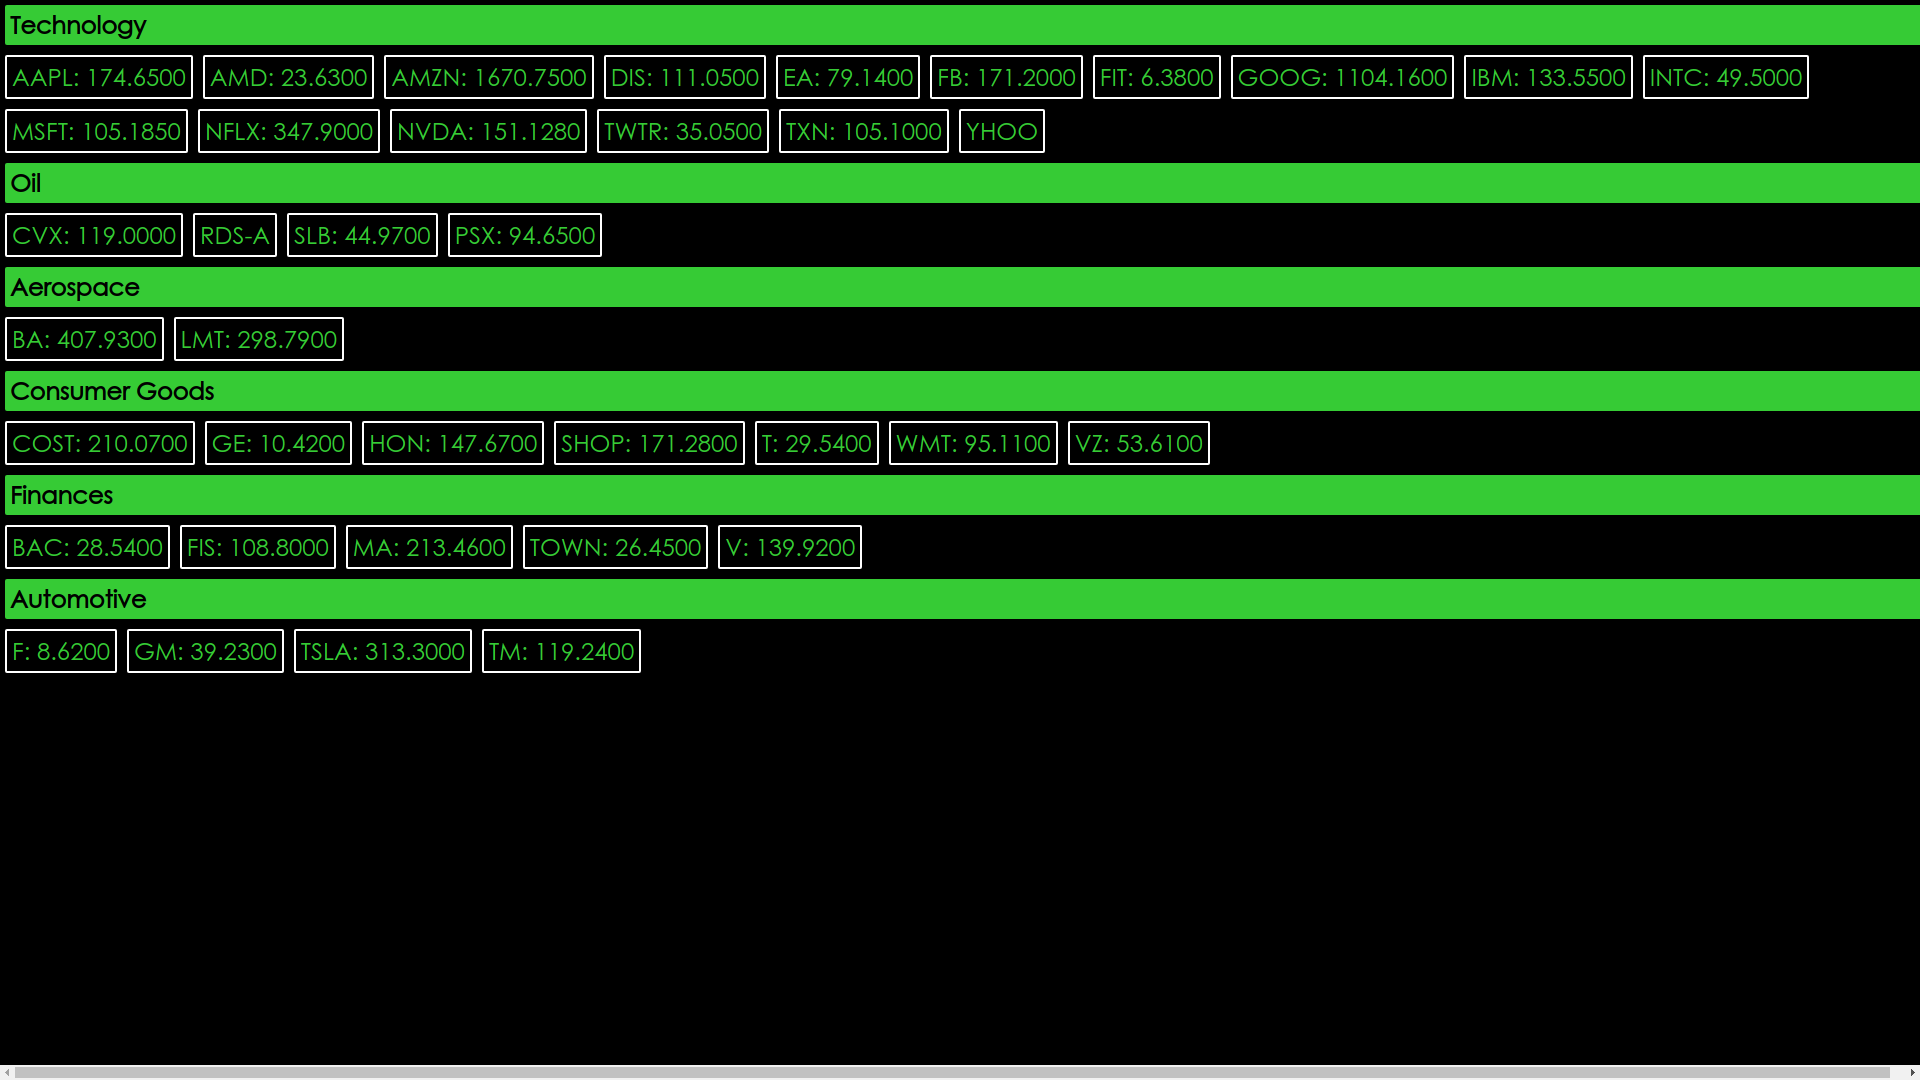 Technology
AAPL: 174.6500 AMD: 23.6300 AMZN: 1670.7500 DIS: 111.0500 EA: 79.1400 FB: 171.2000 FIT: 6.3800 GOOG: 1104.1600 IBM: 133.5500 INTC: 49.5000
MSFT: 105.1850 NFLX: 347.9000 NVDA: 151.1280 TWTR: 35.0500 TXN: 105.1000 YHOO
Oil
CVX: 119.0000 RDS-A SLB: 44.9700 PSX: 94.6500
Aerospace
BA: 407.9300 LMT: 298.7900
Consumer Goods
COST: 210.0700 GE: 10.4200 HON: 147.6700 SHOP: 171.2800 T: 29.5400 WMT: 95.1100 VZ: 53.6100
Finances
BAC: 28.5400 FIS: 108.8000 MA: 213.4600 TOWN: 26.4500 V: 139.9200
Automotive
F: 8.6200 GM: 39.2300 TSLA: 313.3000 TM: 119.2400